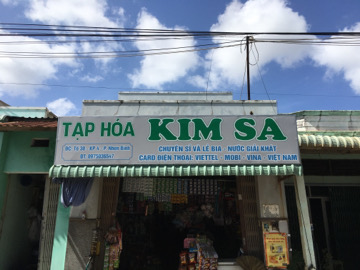 TẠP HÓA KIM SA
CHUYÊN SỈ VÀ LẺ BIA NƯỚC GIẢI KHÁT
CARD ĐIỆN THOẠI: VIETTEL MOBI VINA - VIỆT NAM